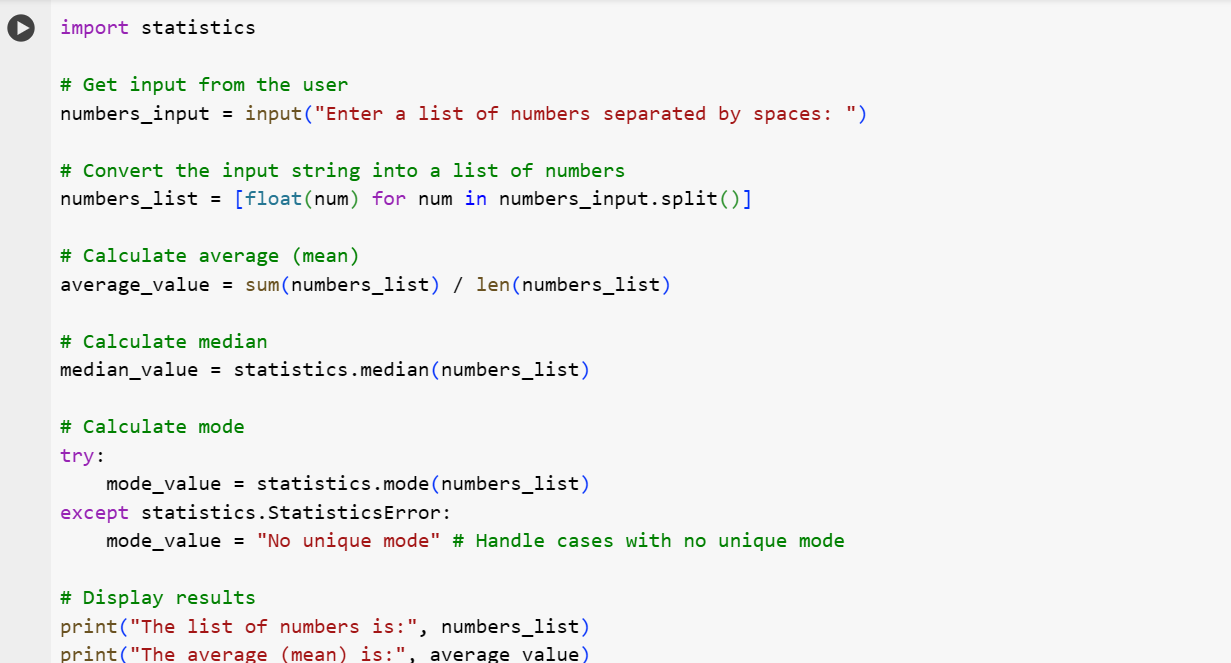 import statistics

# Get input from the user
numbers_input = input("Enter a list of numbers separated by spaces: ")

# Convert the input string into a list of numbers
numbers_list = [float(num) for num in numbers_input.split()]

# Calculate average (mean)
average_value = sum(numbers_list) / len(numbers_list)

# Calculate median
median_value = statistics.median(numbers_list)

# Calculate mode
try:
    mode_value = statistics.mode(numbers_list)
except statistics.StatisticsError:
    mode_value = "No unique mode" # Handle cases with no unique mode

# Display results
print("The list of numbers is:", numbers_list)
print("The average (mean) is:", average_value)